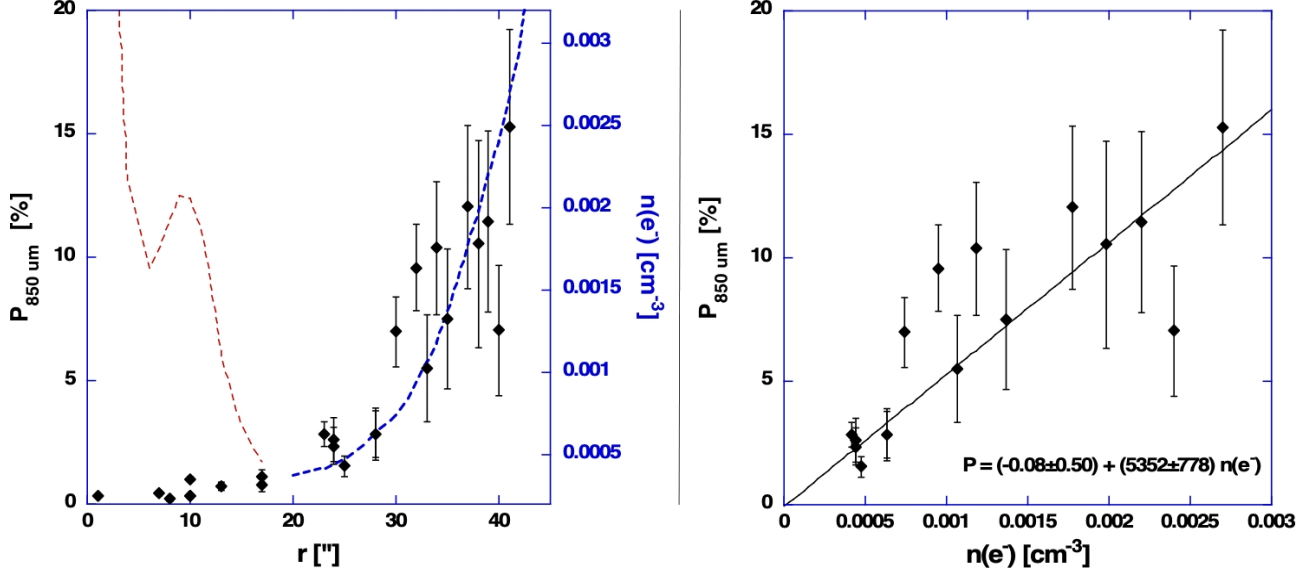 20
15
10
5
0
P850 um [%]
0 10 20 30 40
r ["]
0.003
0.0025
0.002
0.0015
0.001
0.0005
n(e-) [cm-3]
20
15
10
5
0
P850 um [%]
P = (-0.08±0.50) + (5352±778) n(e-)
0 0.0005 0.001 0.0015 0.002 0.0025 0.003
n(e-) [cm-3]